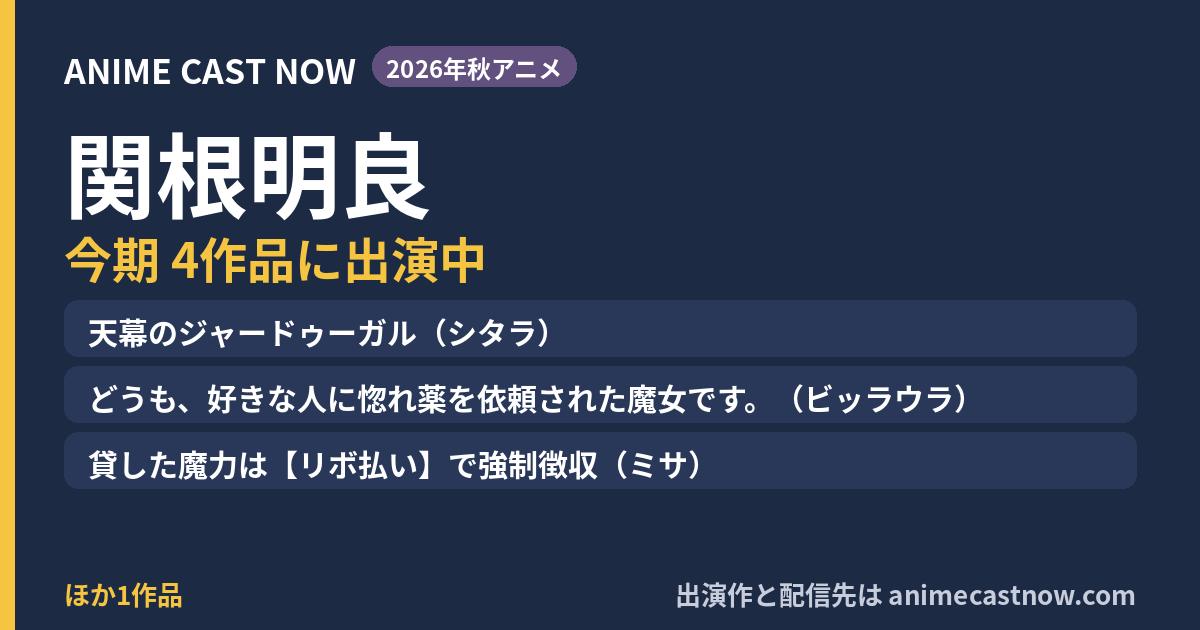 ANIME CAST NOW 2026年秋アニメ
関根明良
今期 4作品に出演中
天幕のジャードゥーガル（シタラ）
どうも、好きな人に惚れ薬を依頼された魔女です。（ビッラウラ）
貸した魔力は【リボ払い】で強制徴収（ミサ）
ほか1作品
出演作と配信先は animecastnow.com